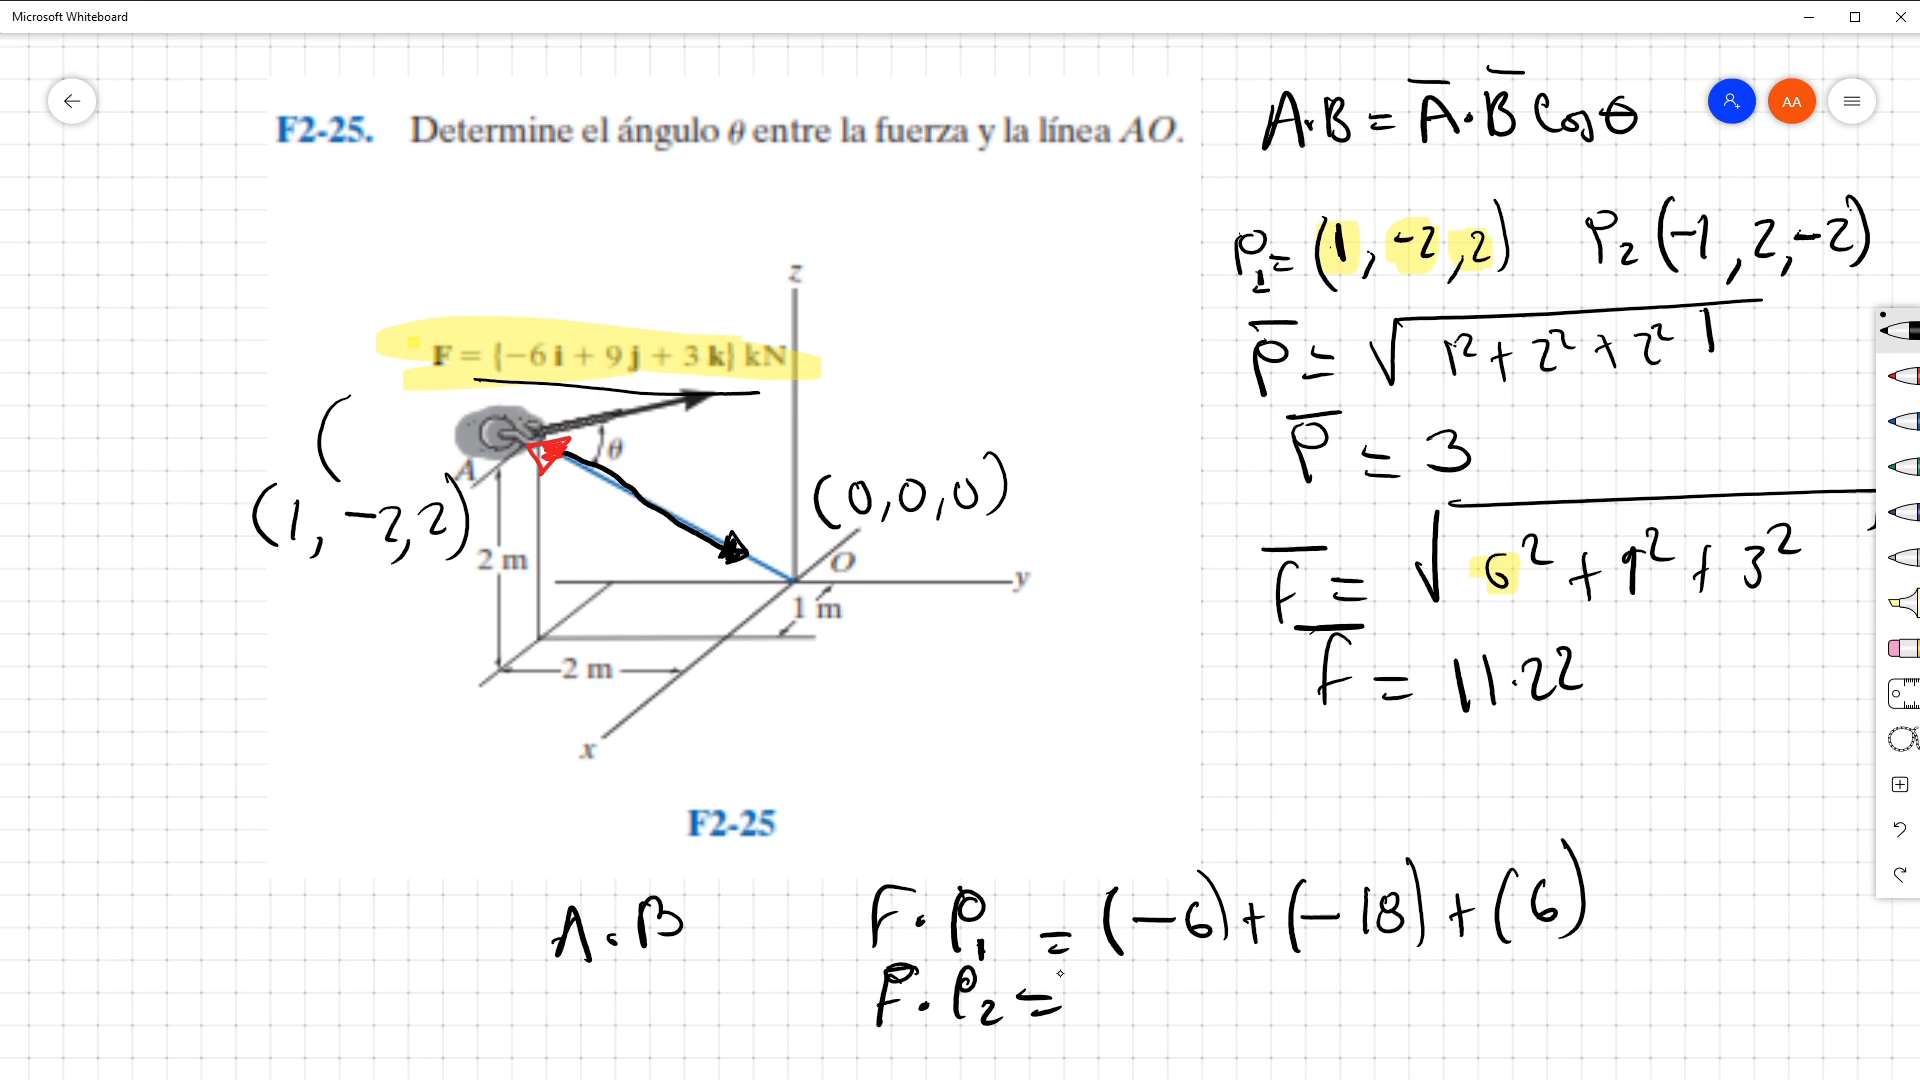 Microsoft Whiteboard
F2-25. Determine el ángulo θ entre la fuerza y la línea AO.
A·B = A·B Cosθ
AA
P1 = (1, -2, 2) P2 (-1, 2, -2)
z
F = {-6 i + 9 j + 3 k} kN
P = √1² + 2² + 2²
(
θ
A
P = 3
(1, -2, 2)
(0, 0, 0)
2 m
O
y
1 m
F = √6² + 9² + 3²
2 m
F = 11.22
x
F2-25
A·B
F·P1 = (-6) + (-18) + (6)
F·P2 =